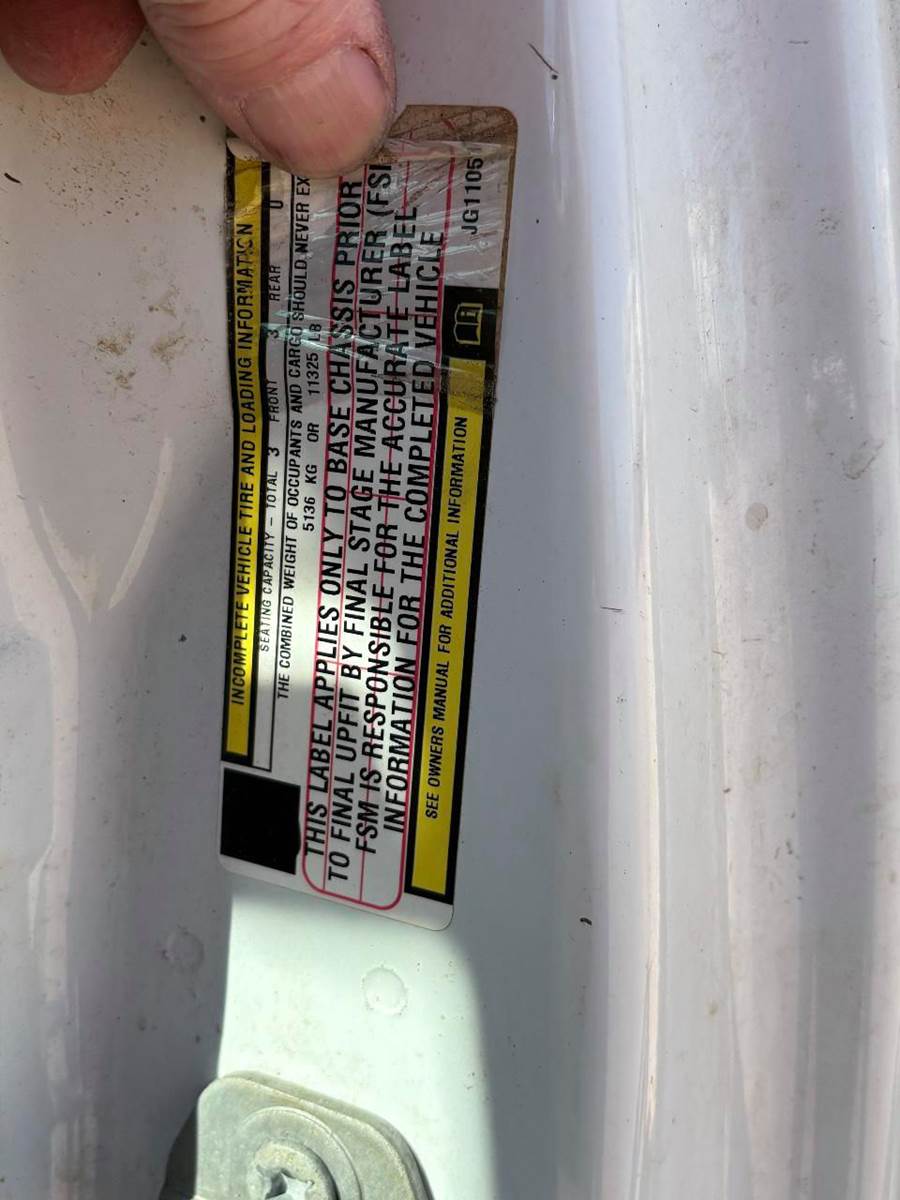 INCOMPLETE VEHICLE TIRE AND LOADING INFORMATION
SEATING CAPACITY - TOTAL 3 FRONT 3 REAR 0
THE COMBINED WEIGHT OF OCCUPANTS AND CARGO SHOULD NEVER EX
5136 KG OR 11325 LB
THIS LABEL APPLIES ONLY TO BASE CHASSIS PRIOR
TO FINAL UPFIT BY FINAL STAGE MANUFACTURER (FS
FSM IS RESPONSIBLE FOR THE ACCURATE LABEL
INFORMATION FOR THE COMPLETED VEHICLE
SEE OWNERS MANUAL FOR ADDITIONAL INFORMATION
JG1105